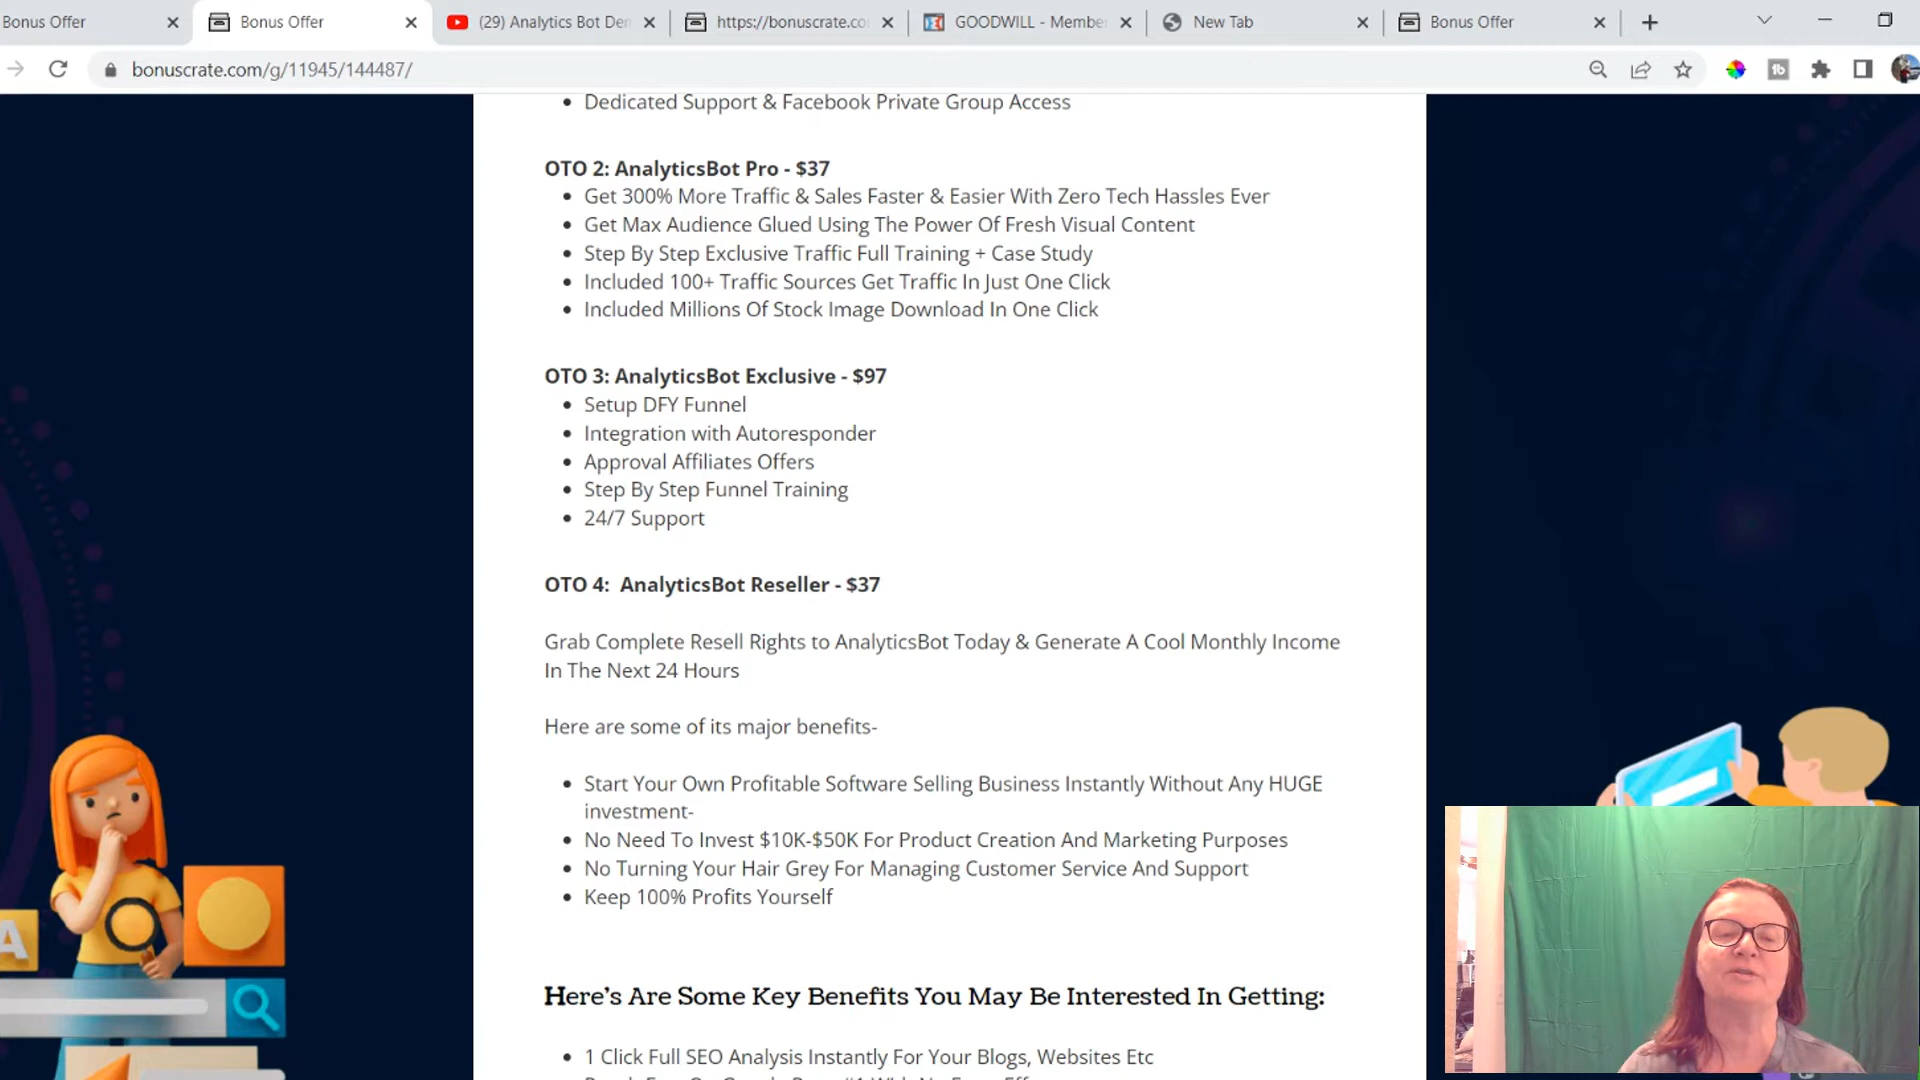 Bonus Offer
Bonus Offer
(29) Analytics Bot Den
https://bonuscrate.co
GOODWILL - Membe
New Tab
Bonus Offer
bonuscrate.com/g/11945/144487/
Dedicated Support & Facebook Private Group Access
OTO 2: AnalyticsBot Pro - $37
Get 300% More Traffic & Sales Faster & Easier With Zero Tech Hassles Ever
Get Max Audience Glued Using The Power Of Fresh Visual Content
Step By Step Exclusive Traffic Full Training + Case Study
Included 100+ Traffic Sources Get Traffic In Just One Click
Included Millions Of Stock Image Download In One Click
OTO 3: AnalyticsBot Exclusive - $97
Setup DFY Funnel
Integration with Autoresponder
Approval Affiliates Offers
Step By Step Funnel Training
24/7 Support
OTO 4:  AnalyticsBot Reseller - $37
Grab Complete Resell Rights to AnalyticsBot Today & Generate A Cool Monthly Income
In The Next 24 Hours
Here are some of its major benefits-
Start Your Own Profitable Software Selling Business Instantly Without Any HUGE
investment-
No Need To Invest $10K-$50K For Product Creation And Marketing Purposes
No Turning Your Hair Grey For Managing Customer Service And Support
Keep 100% Profits Yourself
A
Here's Are Some Key Benefits You May Be Interested In Getting:
1 Click Full SEO Analysis Instantly For Your Blogs, Websites Etc